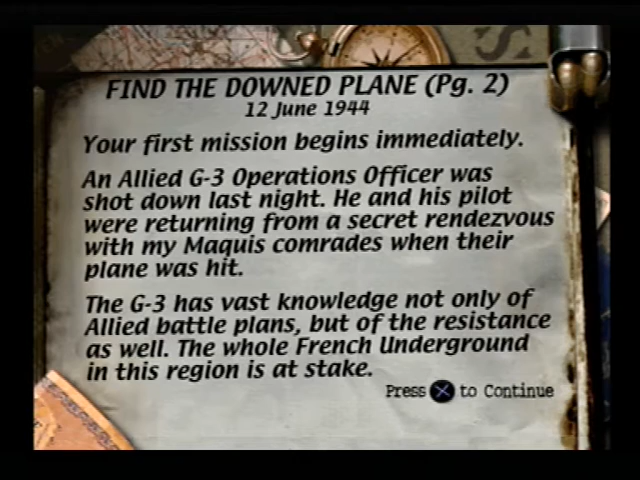 FIND THE DOWNED PLANE (Pg. 2)
12 June 1944
Your first mission begins immediately.
An Allied G-3 Operations Officer was
shot down last night. He and his pilot
were returning from a secret rendezvous
with my Maquis comrades when their
plane was hit.
The G-3 has vast knowledge not only of
Allied battle plans, but of the resistance
as well. The whole French Underground
in this region is at stake.
Press X to Continue